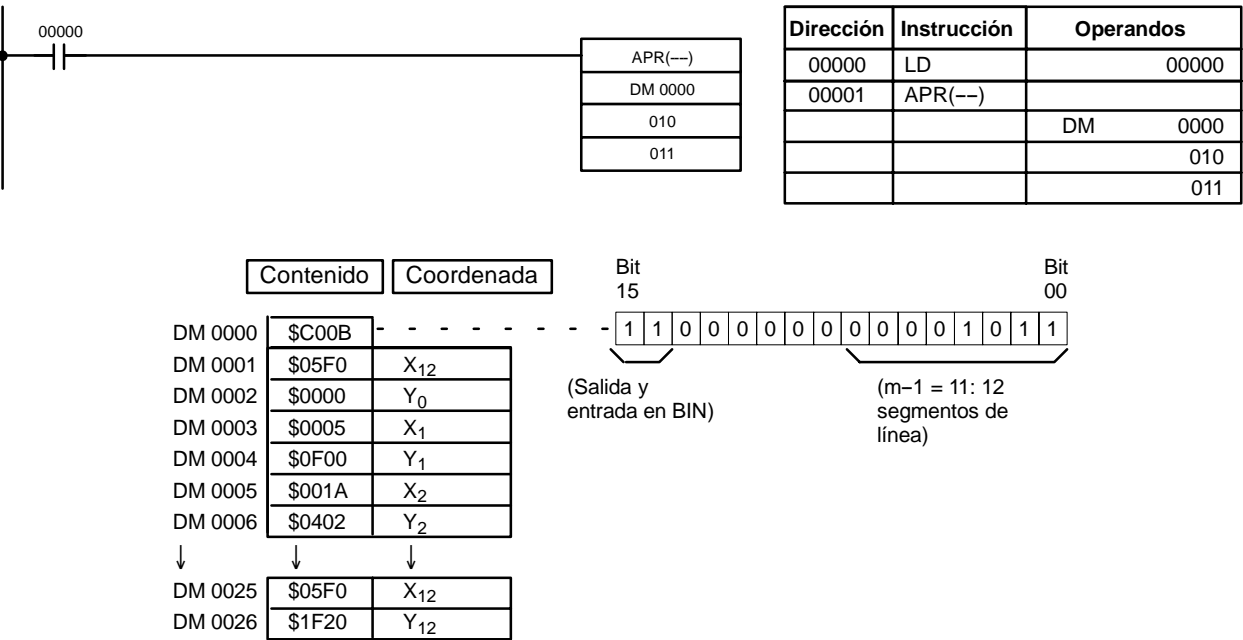 00000
APR(––)
DM 0000
010
011
Dirección Instrucción Operandos
00000 LD 00000
00001 APR(––)
DM 0000
010
011
Contenido Coordenada
Bit 15 Bit 00
DM 0000 $C00B 1 1 0 0 0 0 0 0 0 0 0 0 1 0 1 1
DM 0001 $05F0 X12
DM 0002 $0000 Y0
DM 0003 $0005 X1
DM 0004 $0F00 Y1
DM 0005 $001A X2
DM 0006 $0402 Y2
↓ ↓ ↓
DM 0025 $05F0 X12
DM 0026 $1F20 Y12
(Salida y
entrada en BIN)
(m–1 = 11: 12
segmentos de
línea)